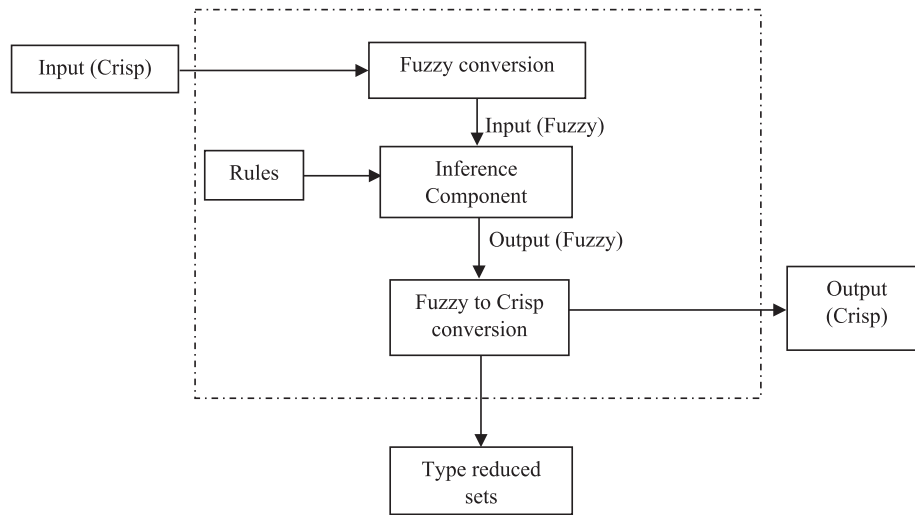 Input (Crisp)
Fuzzy conversion
Input (Fuzzy)
Rules
Inference
Component
Output (Fuzzy)
Fuzzy to Crisp
conversion
Output
(Crisp)
Type reduced
sets